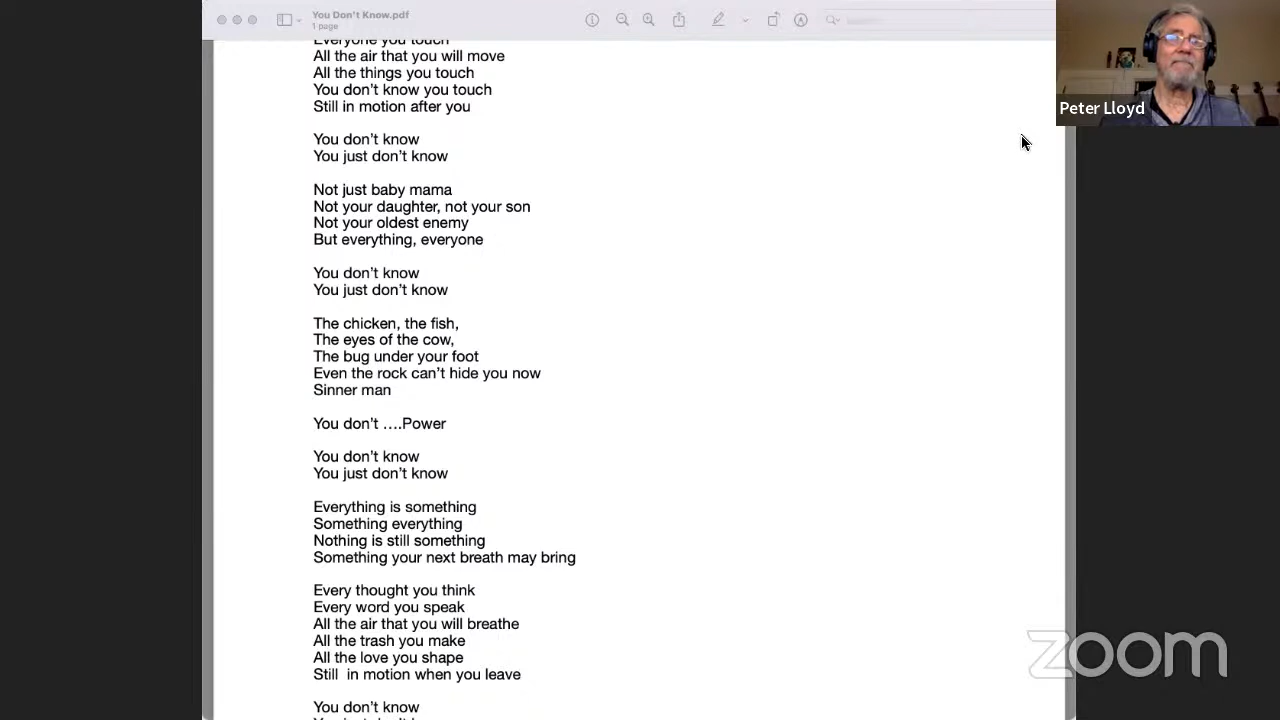 You Don't Know.pdf
1 page
Everyone you touch
All the air that you will move
All the things you touch
You don't know you touch
Still in motion after you
You don't know
You just don't know
Not just baby mama
Not your daughter, not your son
Not your oldest enemy
But everything, everyone
You don't know
You just don't know
The chicken, the fish,
The eyes of the cow,
The bug under your foot
Even the rock can't hide you now
Sinner man
You don't ….Power
You don't know
You just don't know
Everything is something
Something everything
Nothing is still something
Something your next breath may bring
Every thought you think
Every word you speak
All the air that you will breathe
All the trash you make
All the love you shape
Still  in motion when you leave
You don't know
Peter Lloyd
zoom